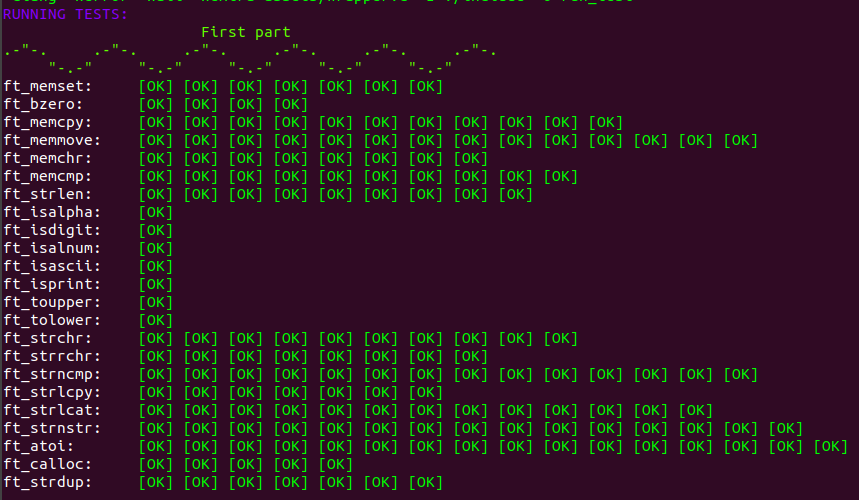 RUNNING TESTS:
First part
.-"-.     .-"-.     .-"-.     .-"-.     .-"-.     .-"-.
     "-.-"     "-.-"     "-.-"     "-.-"     "-.-"
ft_memset: [OK] [OK] [OK] [OK] [OK] [OK] [OK]
ft_bzero: [OK] [OK] [OK] [OK]
ft_memcpy: [OK] [OK] [OK] [OK] [OK] [OK] [OK] [OK] [OK] [OK] [OK]
ft_memmove: [OK] [OK] [OK] [OK] [OK] [OK] [OK] [OK] [OK] [OK] [OK] [OK] [OK] [OK]
ft_memchr: [OK] [OK] [OK] [OK] [OK] [OK] [OK] [OK]
ft_memcmp: [OK] [OK] [OK] [OK] [OK] [OK] [OK] [OK] [OK] [OK]
ft_strlen: [OK] [OK] [OK] [OK] [OK] [OK] [OK] [OK] [OK]
ft_isalpha: [OK]
ft_isdigit: [OK]
ft_isalnum: [OK]
ft_isascii: [OK]
ft_isprint: [OK]
ft_toupper: [OK]
ft_tolower: [OK]
ft_strchr: [OK] [OK] [OK] [OK] [OK] [OK] [OK] [OK] [OK] [OK]
ft_strrchr: [OK] [OK] [OK] [OK] [OK] [OK] [OK] [OK]
ft_strncmp: [OK] [OK] [OK] [OK] [OK] [OK] [OK] [OK] [OK] [OK] [OK] [OK] [OK] [OK]
ft_strlcpy: [OK] [OK] [OK] [OK] [OK] [OK] [OK]
ft_strlcat: [OK] [OK] [OK] [OK] [OK] [OK] [OK] [OK] [OK] [OK] [OK] [OK] [OK]
ft_strnstr: [OK] [OK] [OK] [OK] [OK] [OK] [OK] [OK] [OK] [OK] [OK] [OK] [OK] [OK] [OK]
ft_atoi: [OK] [OK] [OK] [OK] [OK] [OK] [OK] [OK] [OK] [OK] [OK] [OK] [OK] [OK] [OK] [OK]
ft_calloc: [OK] [OK] [OK] [OK] [OK]
ft_strdup: [OK] [OK] [OK] [OK] [OK] [OK] [OK]